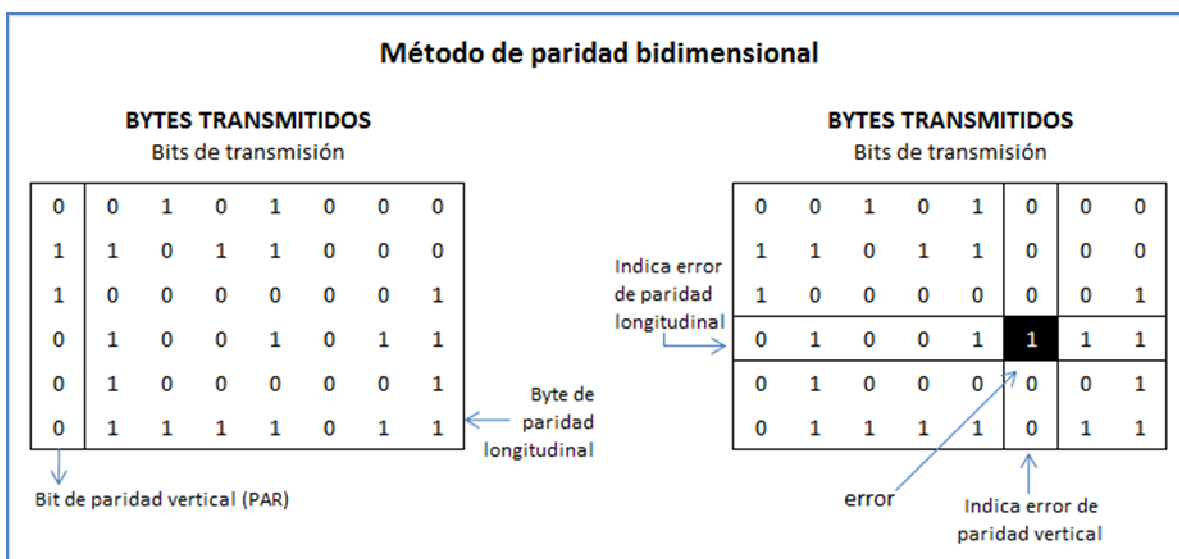 Método de paridad bidimensional
BYTES TRANSMITIDOS
Bits de transmisión
0 0 1 0 1 0 0 0
1 1 0 1 1 0 0 0
1 0 0 0 0 0 0 1
0 1 0 0 1 0 1 1
0 1 0 0 0 0 0 1
0 1 1 1 1 0 1 1
Byte de
paridad
longitudinal
Bit de paridad vertical (PAR)
BYTES TRANSMITIDOS
Bits de transmisión
0 0 1 0 1 0 0 0
1 1 0 1 1 0 0 0
1 0 0 0 0 0 0 1
0 1 0 0 1 1 1 1
0 1 0 0 0 0 0 1
0 1 1 1 1 0 1 1
Indica error
de paridad
longitudinal
error
Indica error de
paridad vertical